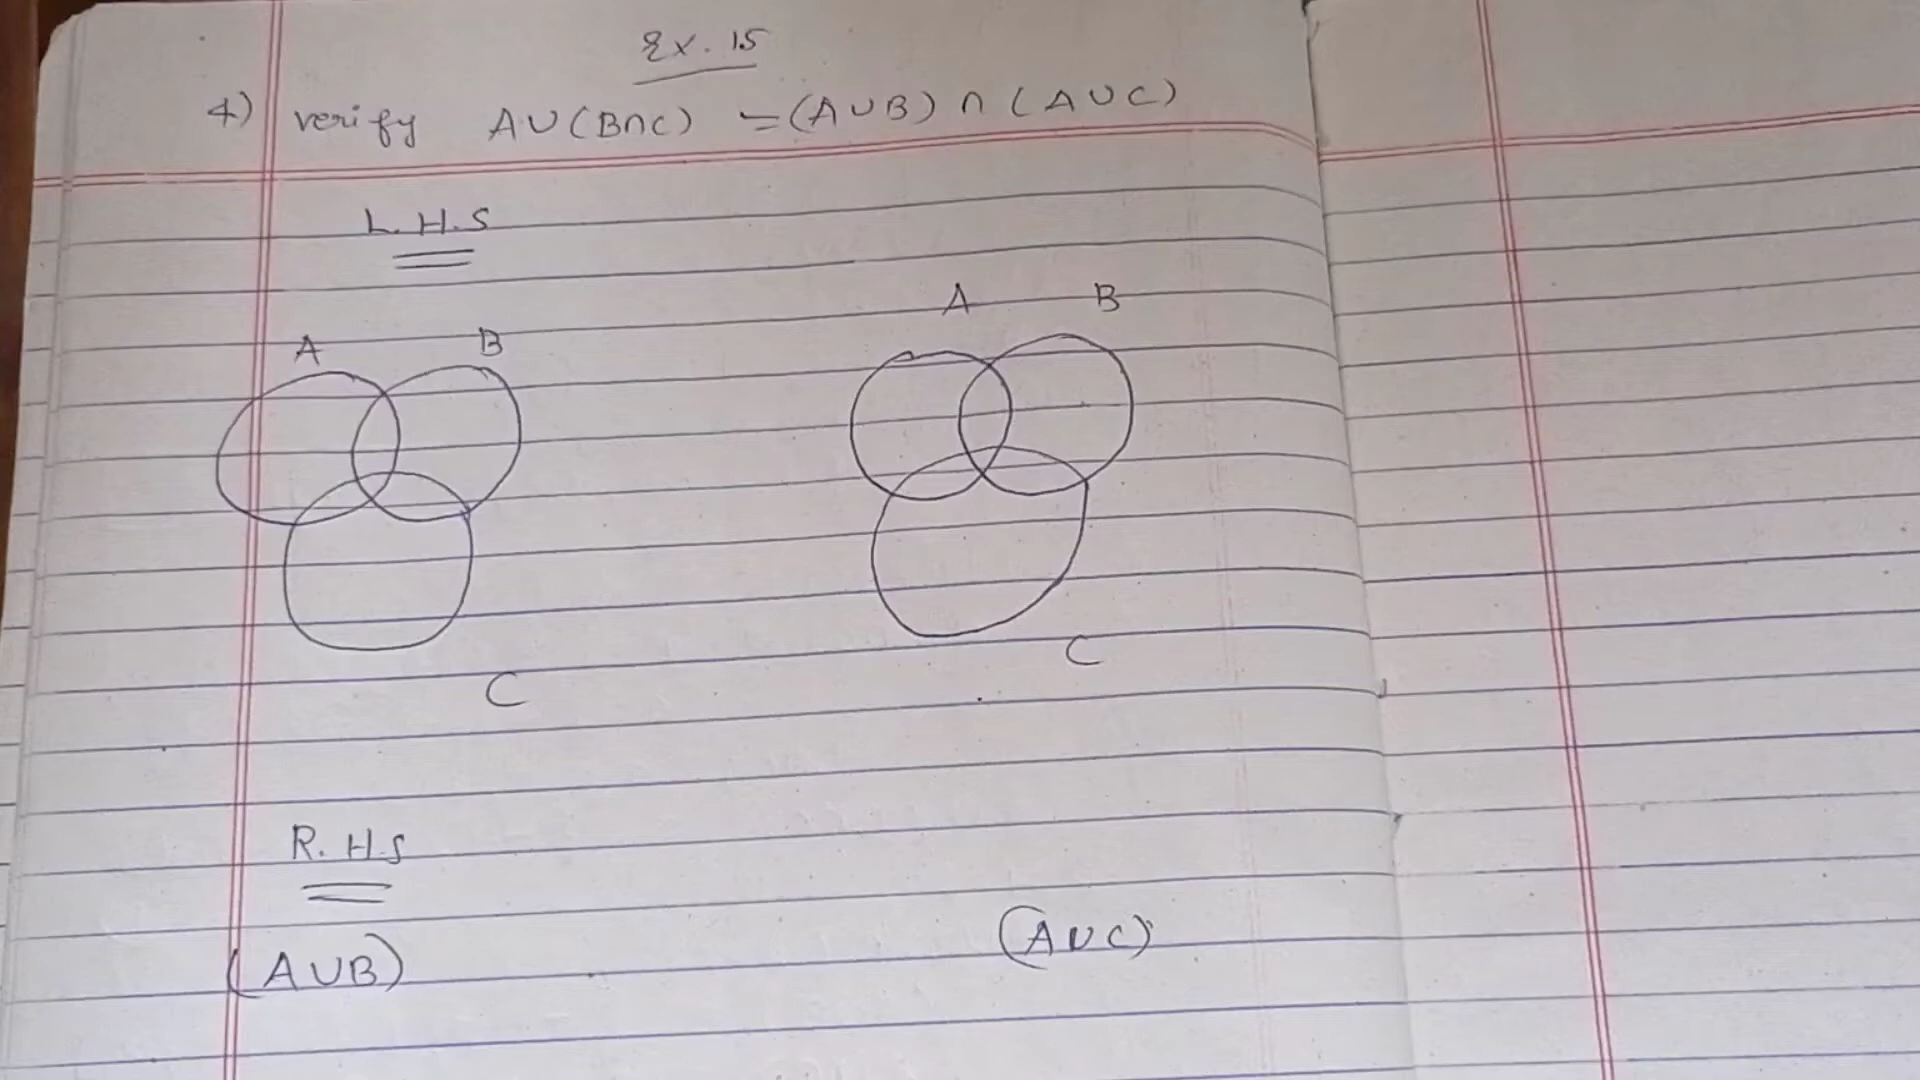 Ex. 15
4) verify A∪(B∩C) =(A∪B) ∩ (A∪C)
L.H.S
A B
A B
C
C
R.H.S
(A∪B) (A∪C)